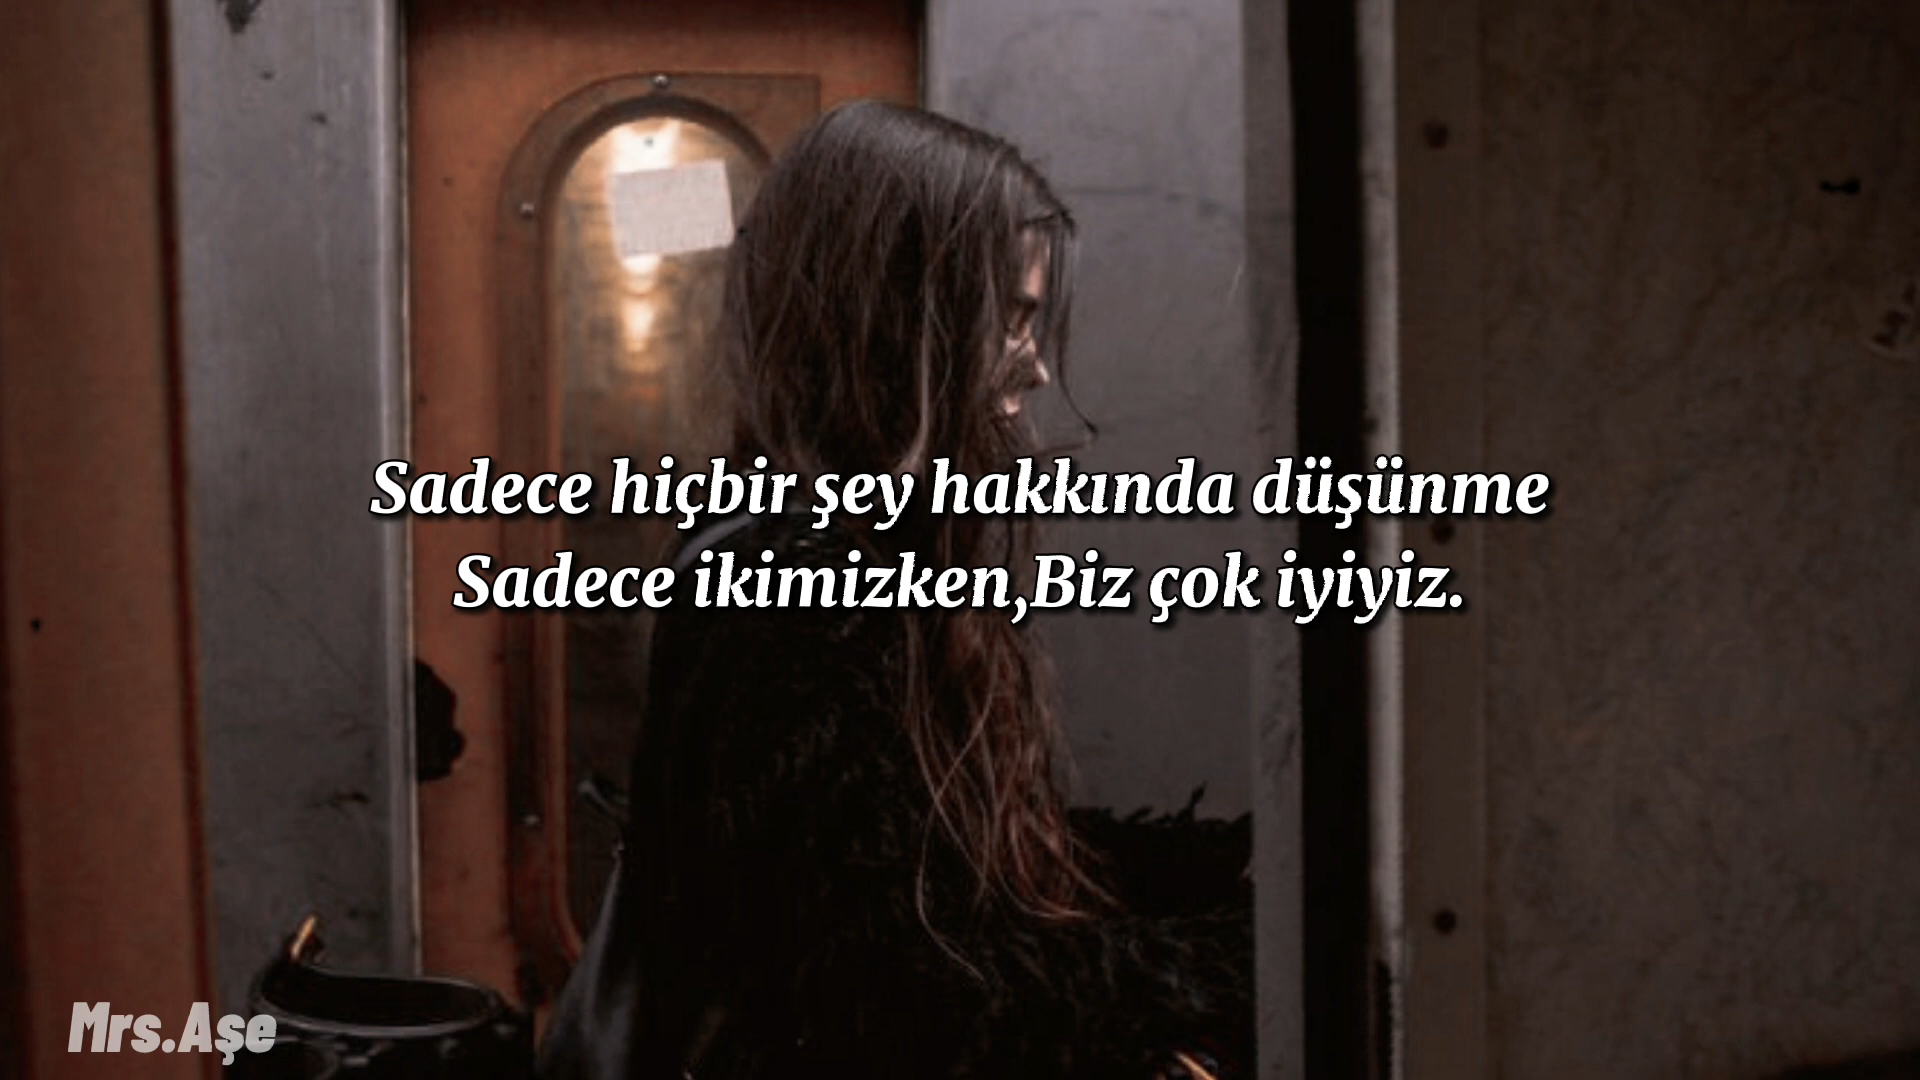 Sadece hiçbir şey hakkında düşünme
Sadece ikimizken,Biz çok iyiyiz.
Mrs.Aşe